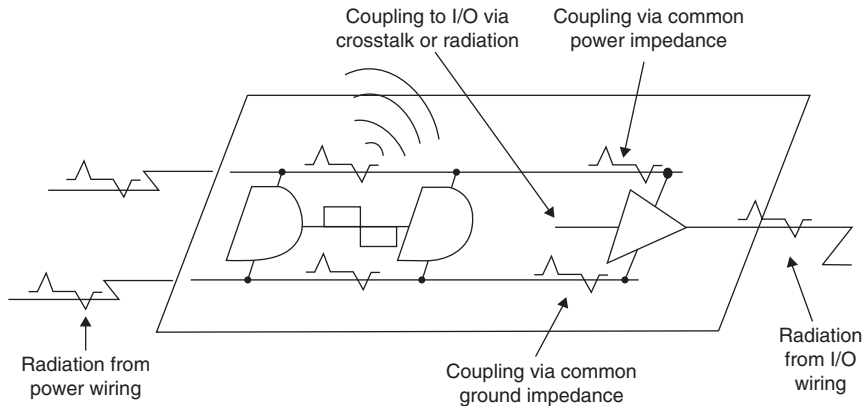 Coupling to I/O via
crosstalk or radiation
Coupling via common
power impedance
Radiation from
power wiring
Coupling via common
ground impedance
Radiation
from I/O
wiring